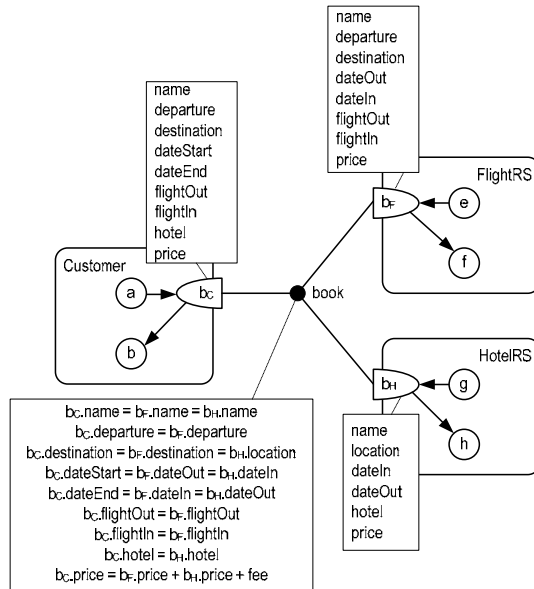 name
departure
destination
dateOut
dateIn
flightOut
flightIn
price
name
departure
destination
dateStart
dateEnd
flightOut
flightIn
hotel
price
FlightRS
bF
e
f
Customer
a
bC
b
book
HotelRS
bH
g
h
name
location
dateIn
dateOut
hotel
price
bC.name = bF.name = bH.name
bC.departure = bF.departure
bC.destination = bF.destination = bH.location
bC.dateStart = bF.dateOut = bH.dateIn
bC.dateEnd = bF.dateIn = bH.dateOut
bC.flightOut = bF.flightOut
bC.flightIn = bF.flightIn
bC.hotel = bH.hotel
bC.price = bF.price + bH.price + fee